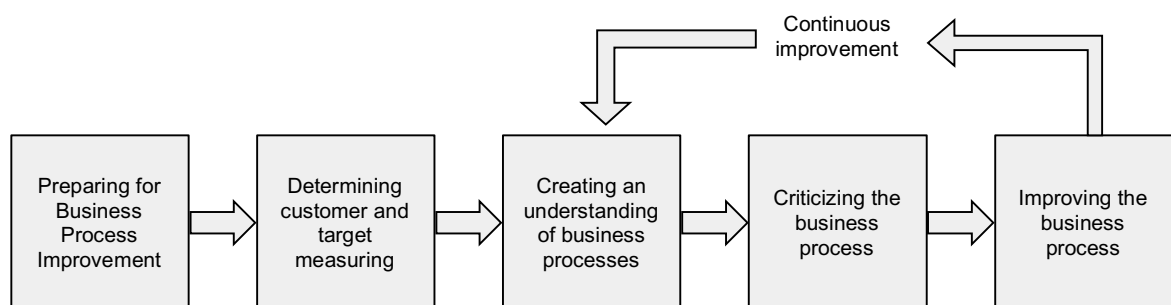 Continuous
improvement
Preparing for
Business
Process
Improvement
Determining
customer and
target
measuring
Creating an
understanding
of business
processes
Criticizing the
business
process
Improving the
business
process